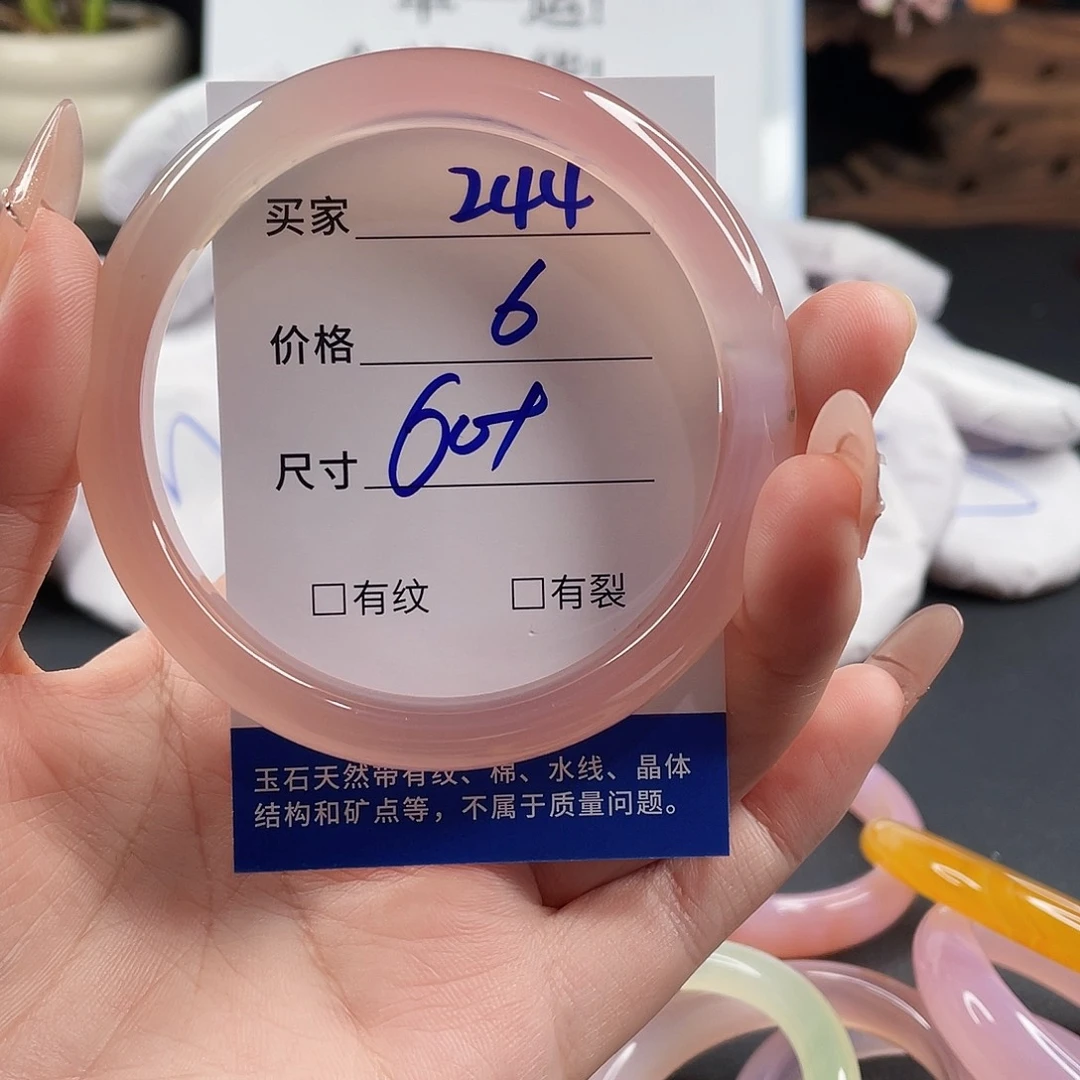 买家 244
价格 6
尺寸 60+
□有纹 □有裂
玉石天然带有纹、棉、水线、晶体
结构和矿点等，不属于质量问题。